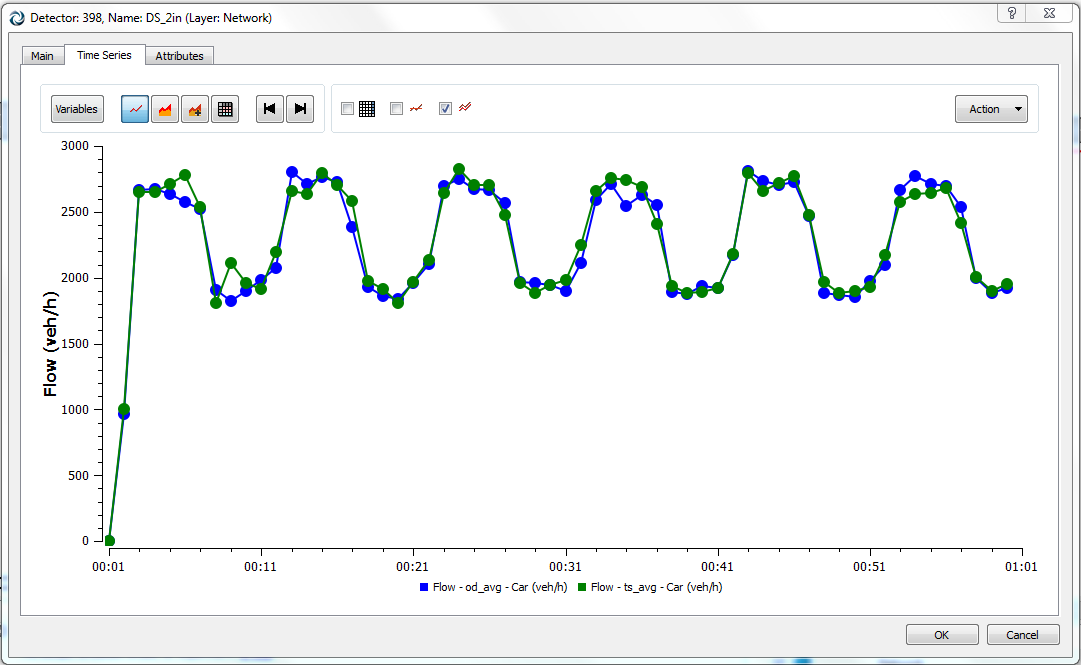 Detector: 398, Name: DS_2in (Layer: Network)
?
Main Time Series Attributes
Variables Action
3000
2500
2000
1500
1000
500
0
Flow (veh/h)
00:01 00:11 00:21 00:31 00:41 00:51 01:01
Flow - od_avg - Car (veh/h) Flow - ts_avg - Car (veh/h)
OK Cancel